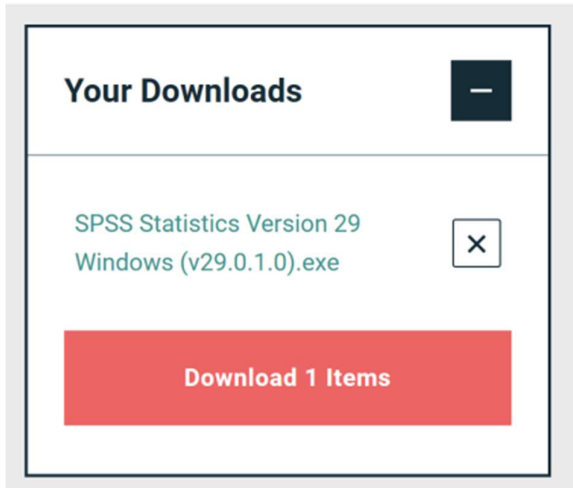 Your Downloads
SPSS Statistics Version 29
Windows (v29.0.1.0).exe
Download 1 Items